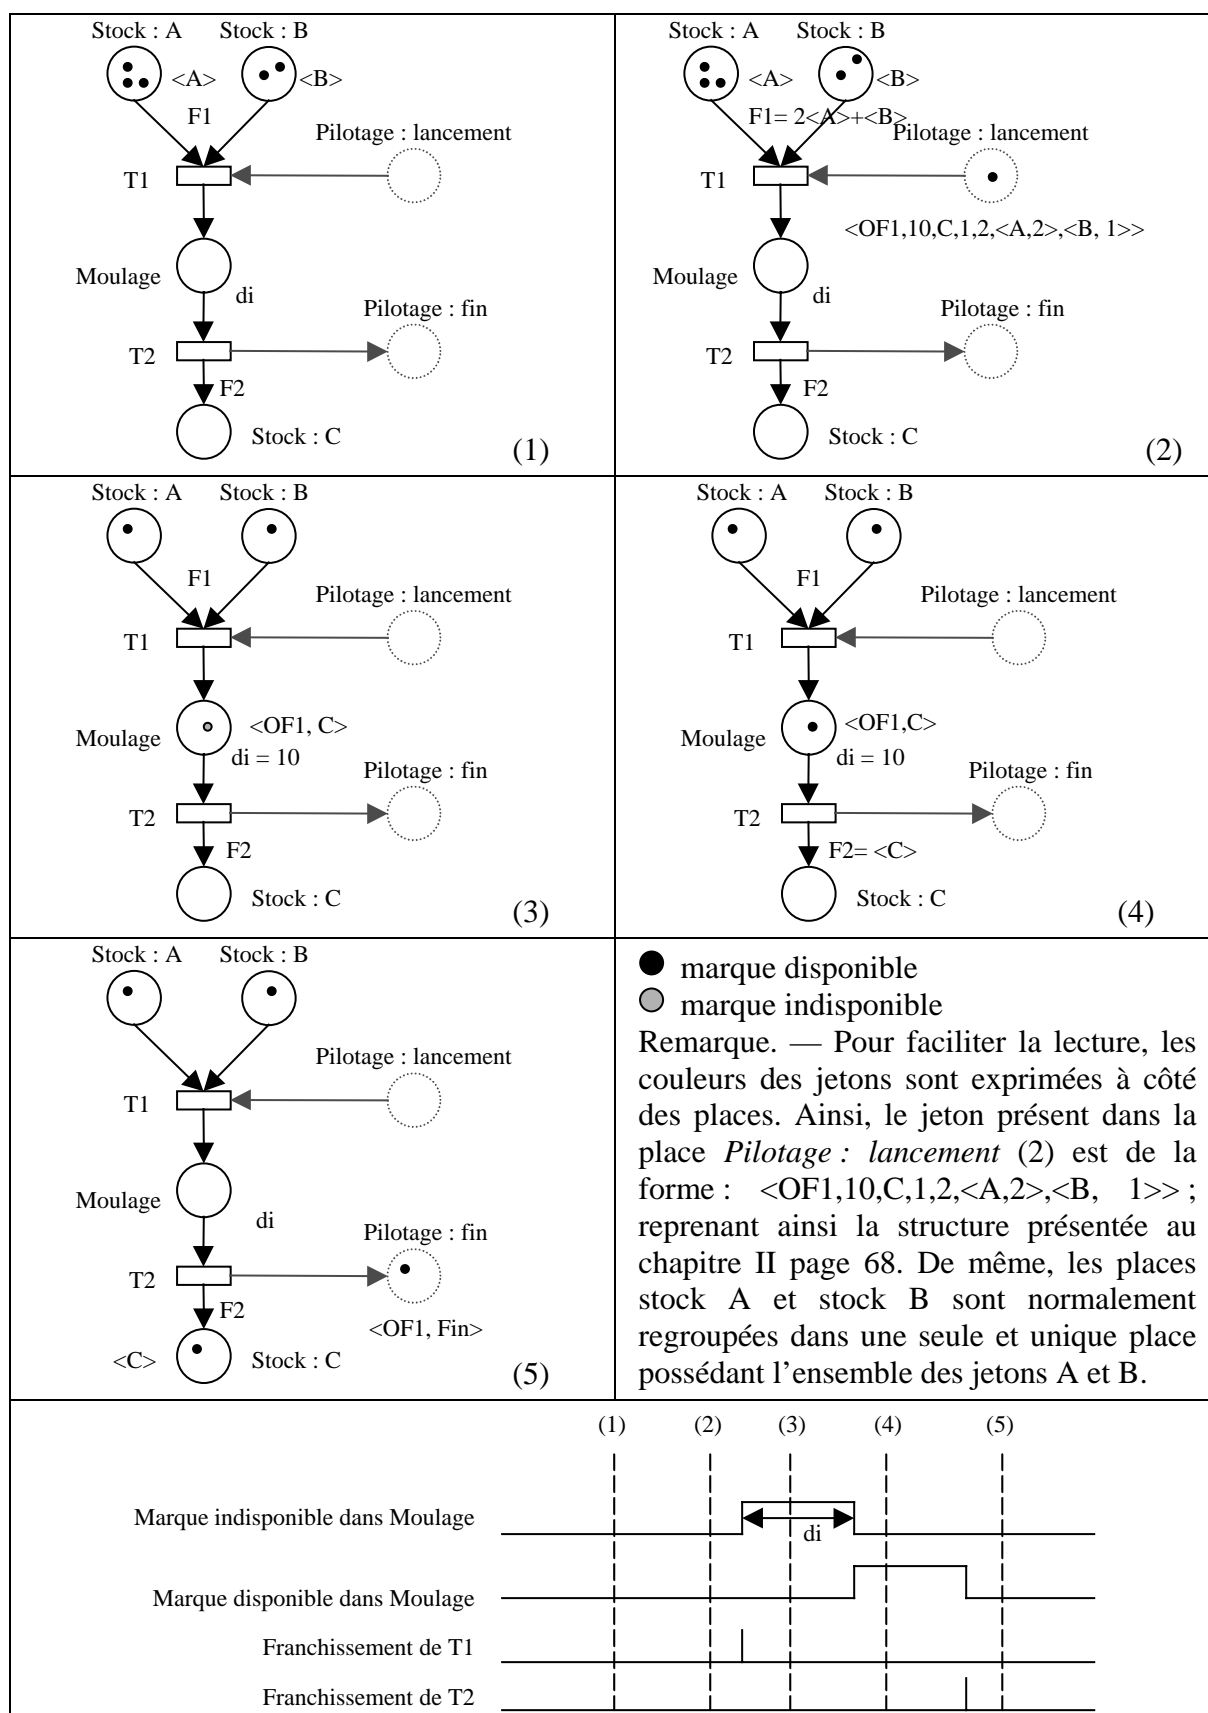 Stock : A Stock : B
<A> <B>
F1
Pilotage : lancement
T1
Moulage
di
Pilotage : fin
T2
F2
Stock : C
(1)
Stock : A Stock : B
<A> <B>
F1= 2<A>+<B>
Pilotage : lancement
T1
<OF1,10,C,1,2,<A,2>,<B, 1>>
Moulage
di
Pilotage : fin
T2
F2
Stock : C
(2)
Stock : A Stock : B
F1
Pilotage : lancement
T1
<OF1, C>
Moulage
di = 10
Pilotage : fin
T2
F2
Stock : C
(3)
Stock : A Stock : B
F1
Pilotage : lancement
T1
<OF1,C>
Moulage
di = 10
Pilotage : fin
T2
F2= <C>
Stock : C
(4)
Stock : A Stock : B
Pilotage : lancement
T1
Moulage
di
Pilotage : fin
T2
F2
<OF1, Fin>
<C> Stock : C
(5)
marque disponible
marque indisponible
Remarque. — Pour faciliter la lecture, les
couleurs des jetons sont exprimées à côté
des places. Ainsi, le jeton présent dans la
place Pilotage : lancement (2) est de la
forme : <OF1,10,C,1,2,<A,2>,<B, 1>> ;
reprenant ainsi la structure présentée au
chapitre II page 68. De même, les places
stock A et stock B sont normalement
regroupées dans une seule et unique place
possédant l’ensemble des jetons A et B.
(1) (2) (3) (4) (5)
Marque indisponible dans Moulage
di
Marque disponible dans Moulage
Franchissement de T1
Franchissement de T2